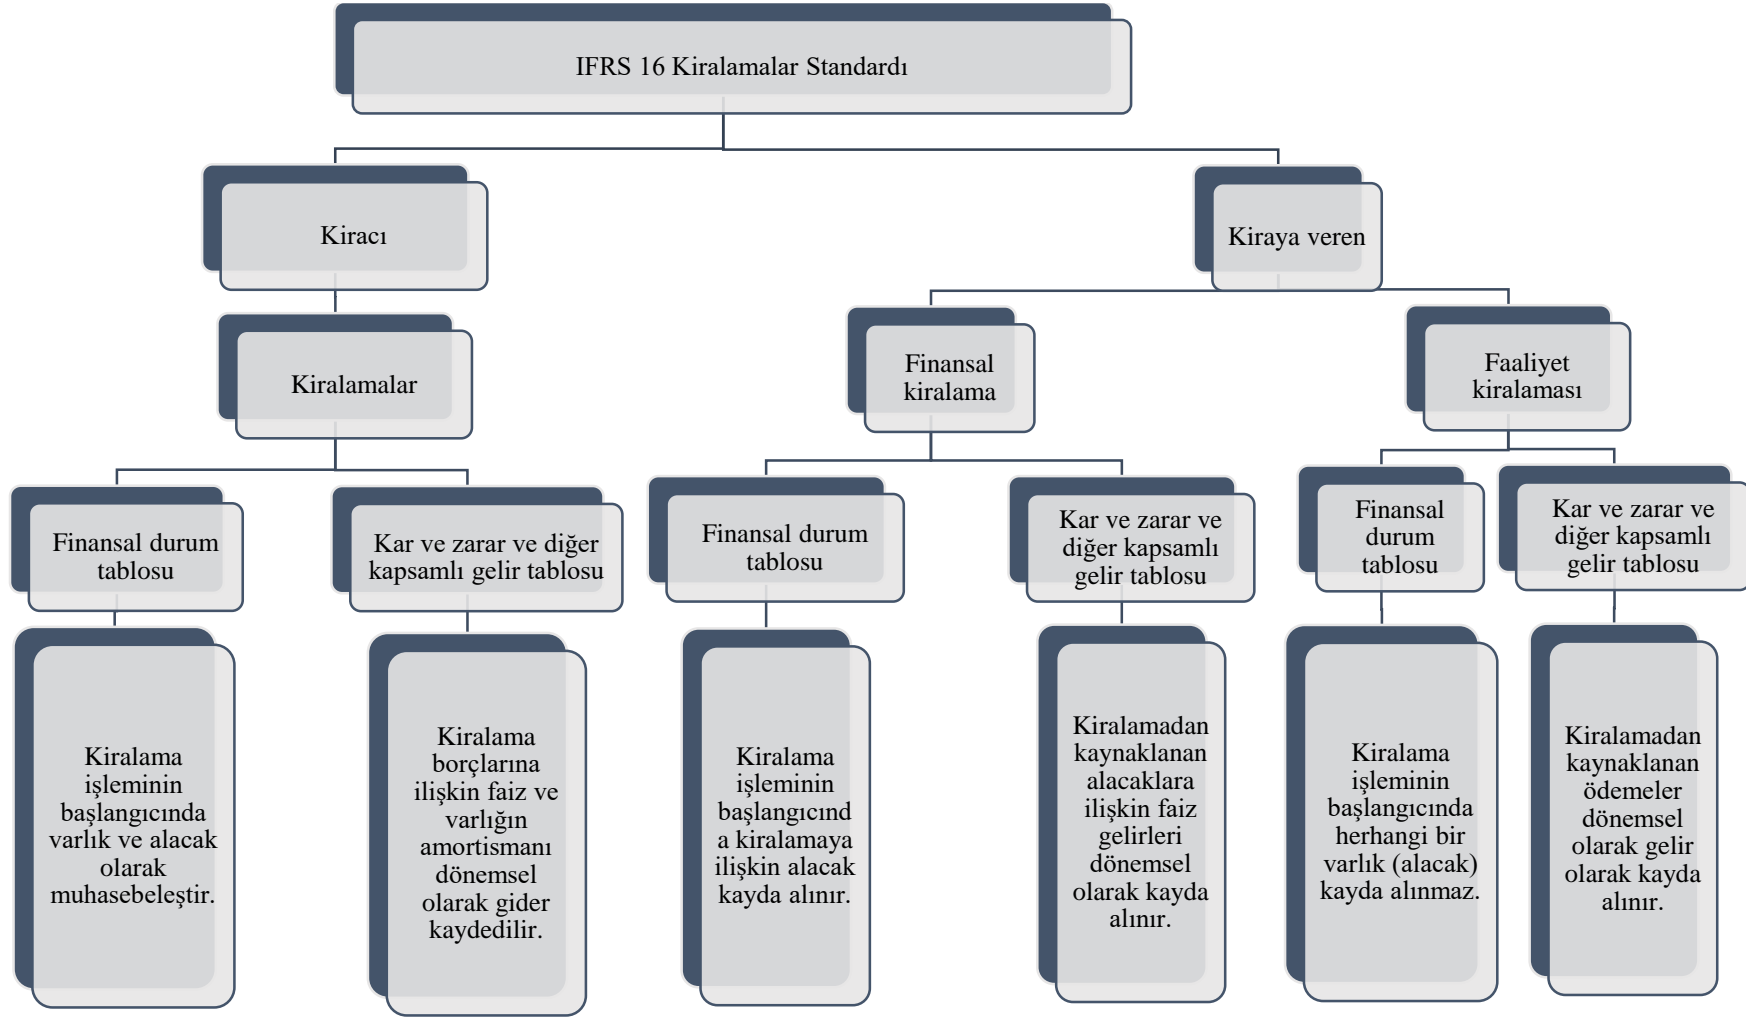 IFRS 16 Kiralamalar Standardı
Kiracı
Kiraya veren
Kiralamalar
Finansal
kiralama
Faaliyet
kiralaması
Finansal durum
tablosu
Kar ve zarar ve diğer
kapsamlı gelir tablosu
Finansal durum
tablosu
Kar ve zarar ve
diğer kapsamlı
gelir tablosu
Finansal
durum
tablosu
Kar ve zarar ve
diğer kapsamlı
gelir tablosu
Kiralama
işleminin
başlangıcında
varlık ve alacak
olarak
muhasebeleştir.
Kiralama
borçlarına
ilişkin faiz ve
varlığın
amortismanı
dönemsel
olarak gider
kaydedilir.
Kiralama
işleminin
başlangıcınd
a kiralamaya
ilişkin alacak
kayda alınır.
Kiralamadan
kaynaklanan
alacaklara
ilişkin faiz
gelirleri
dönemsel
olarak kayda
alınır.
Kiralama
işleminin
başlangıcında
herhangi bir
varlık (alacak)
kayda alınmaz.
Kiralamadan
kaynaklanan
ödemeler
dönemsel
olarak gelir
olarak kayda
alınır.